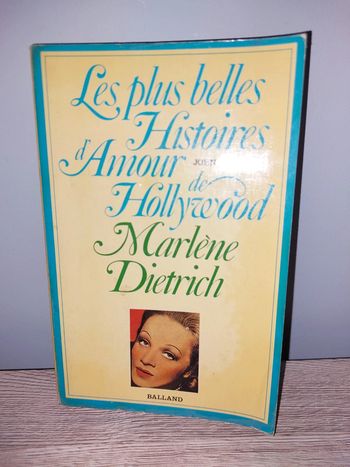 Les plus belles
Histoires
d'Amour
de
Hollywood
Marlène
Dietrich
BALLAND